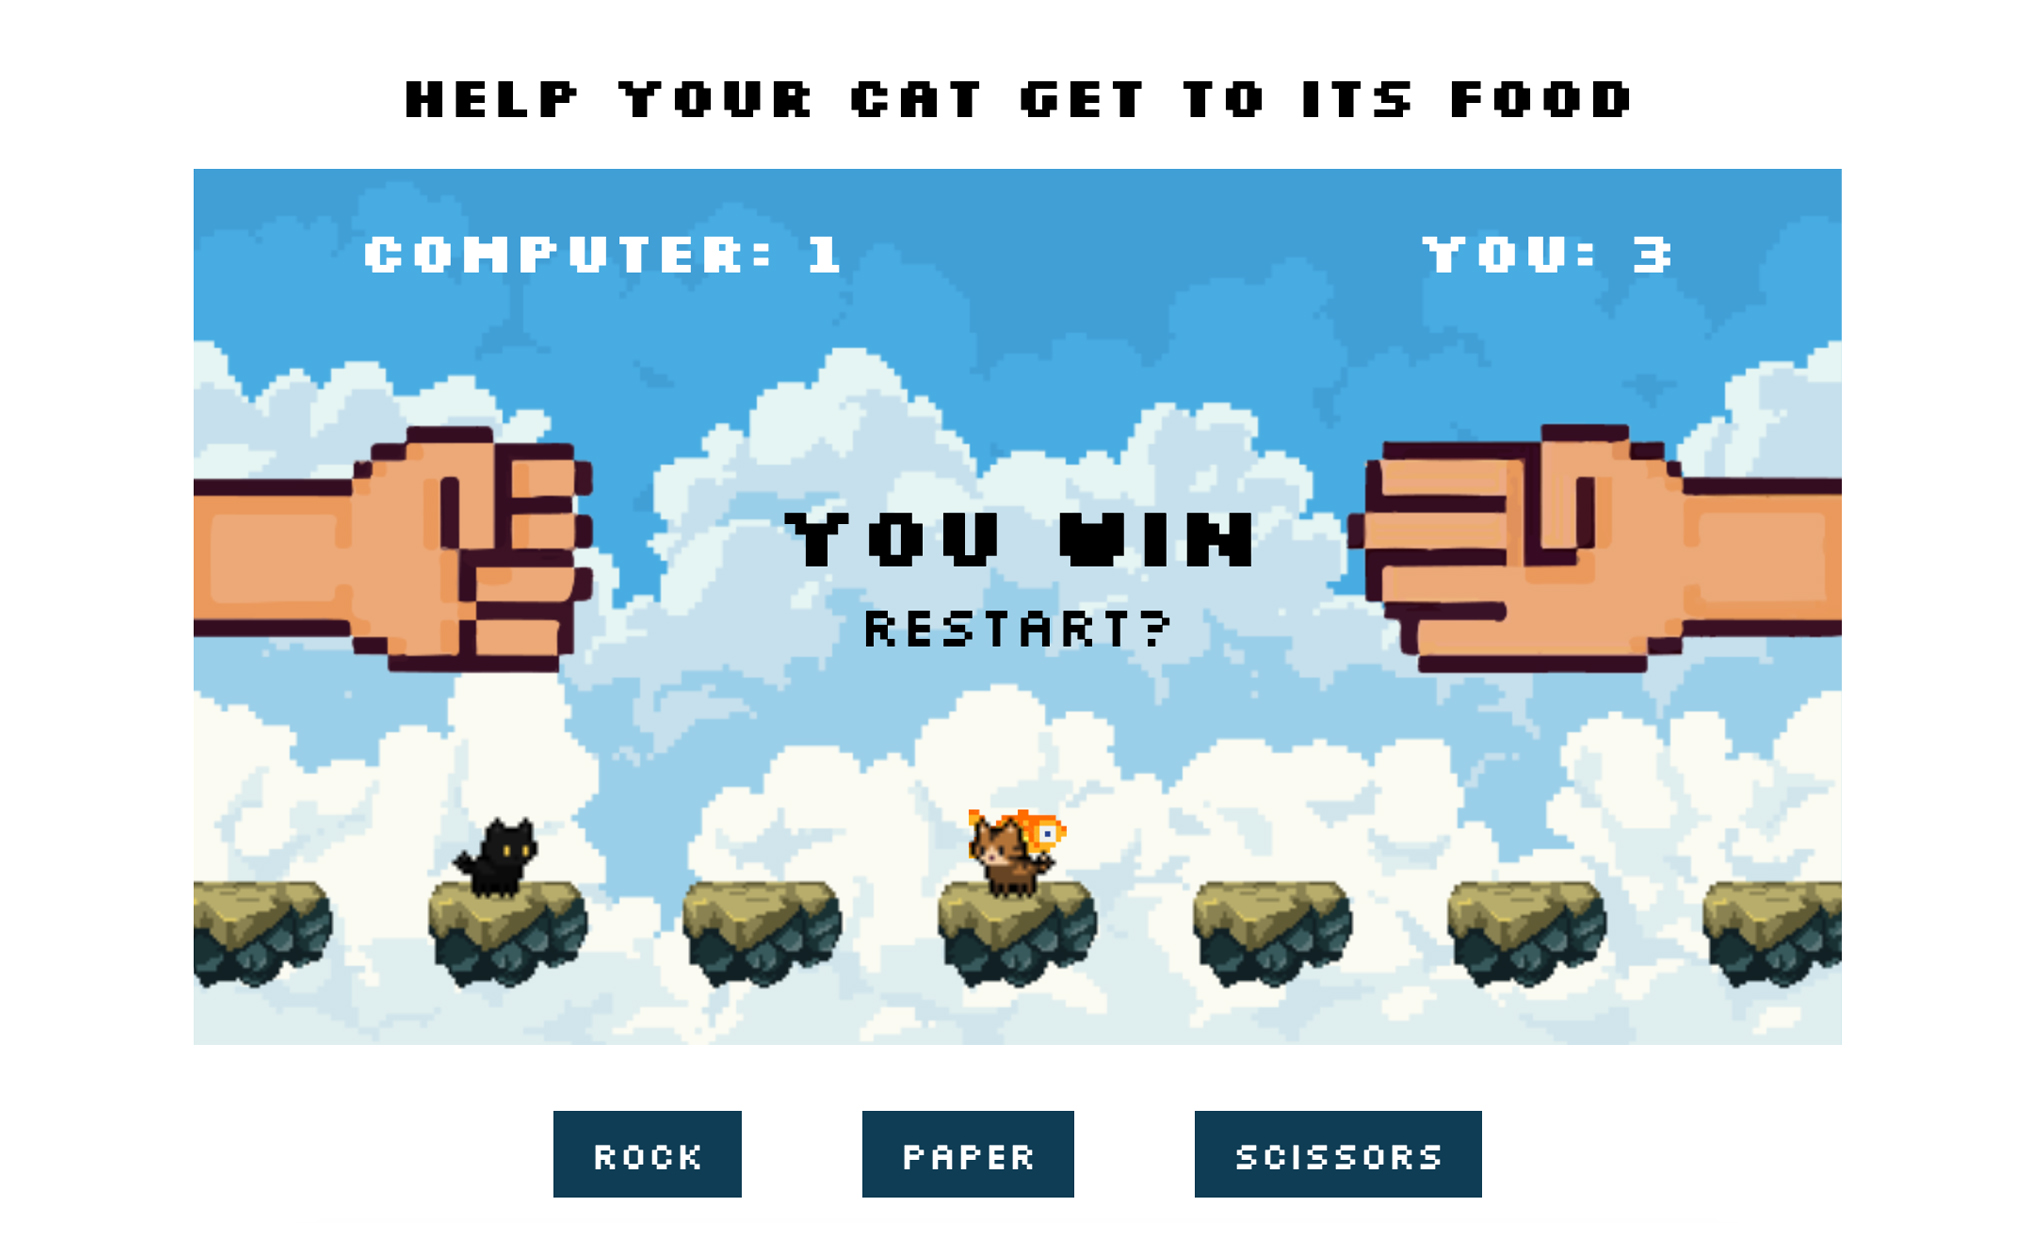 HELP YOUR CAT GET TO ITS FOOD
COMPUTER: 1
YOU: 3
YOU WIN
RESTART?
ROCK
PAPER
SCISSORS